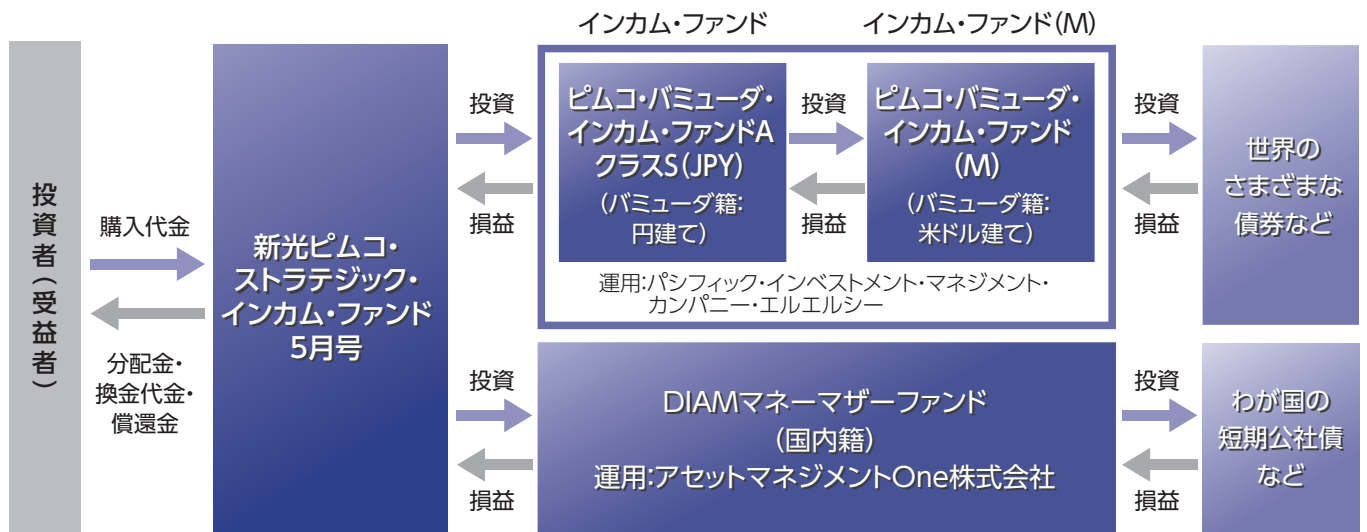 インカム・ファンド
インカム・ファンド(M)
投資者(受益者)
購入代金
分配金・
換金代金・
償還金
新光ピムコ・
ストラテジック・
インカム・ファンド
5月号
投資
損益
ピムコ・バミューダ・
インカム・ファンドA
クラスS(JPY)
(バミューダ籍:
円建て)
投資
損益
ピムコ・バミューダ・
インカム・ファンド
(M)
(バミューダ籍:
米ドル建て)
運用:パシフィック・インベストメント・マネジメント・
カンパニー・エルエルシー
投資
損益
世界の
さまざまな
債券など
投資
損益
DIAMマネーマザーファンド
(国内籍)
運用:アセットマネジメントOne株式会社
投資
損益
わが国の
短期公社債
など